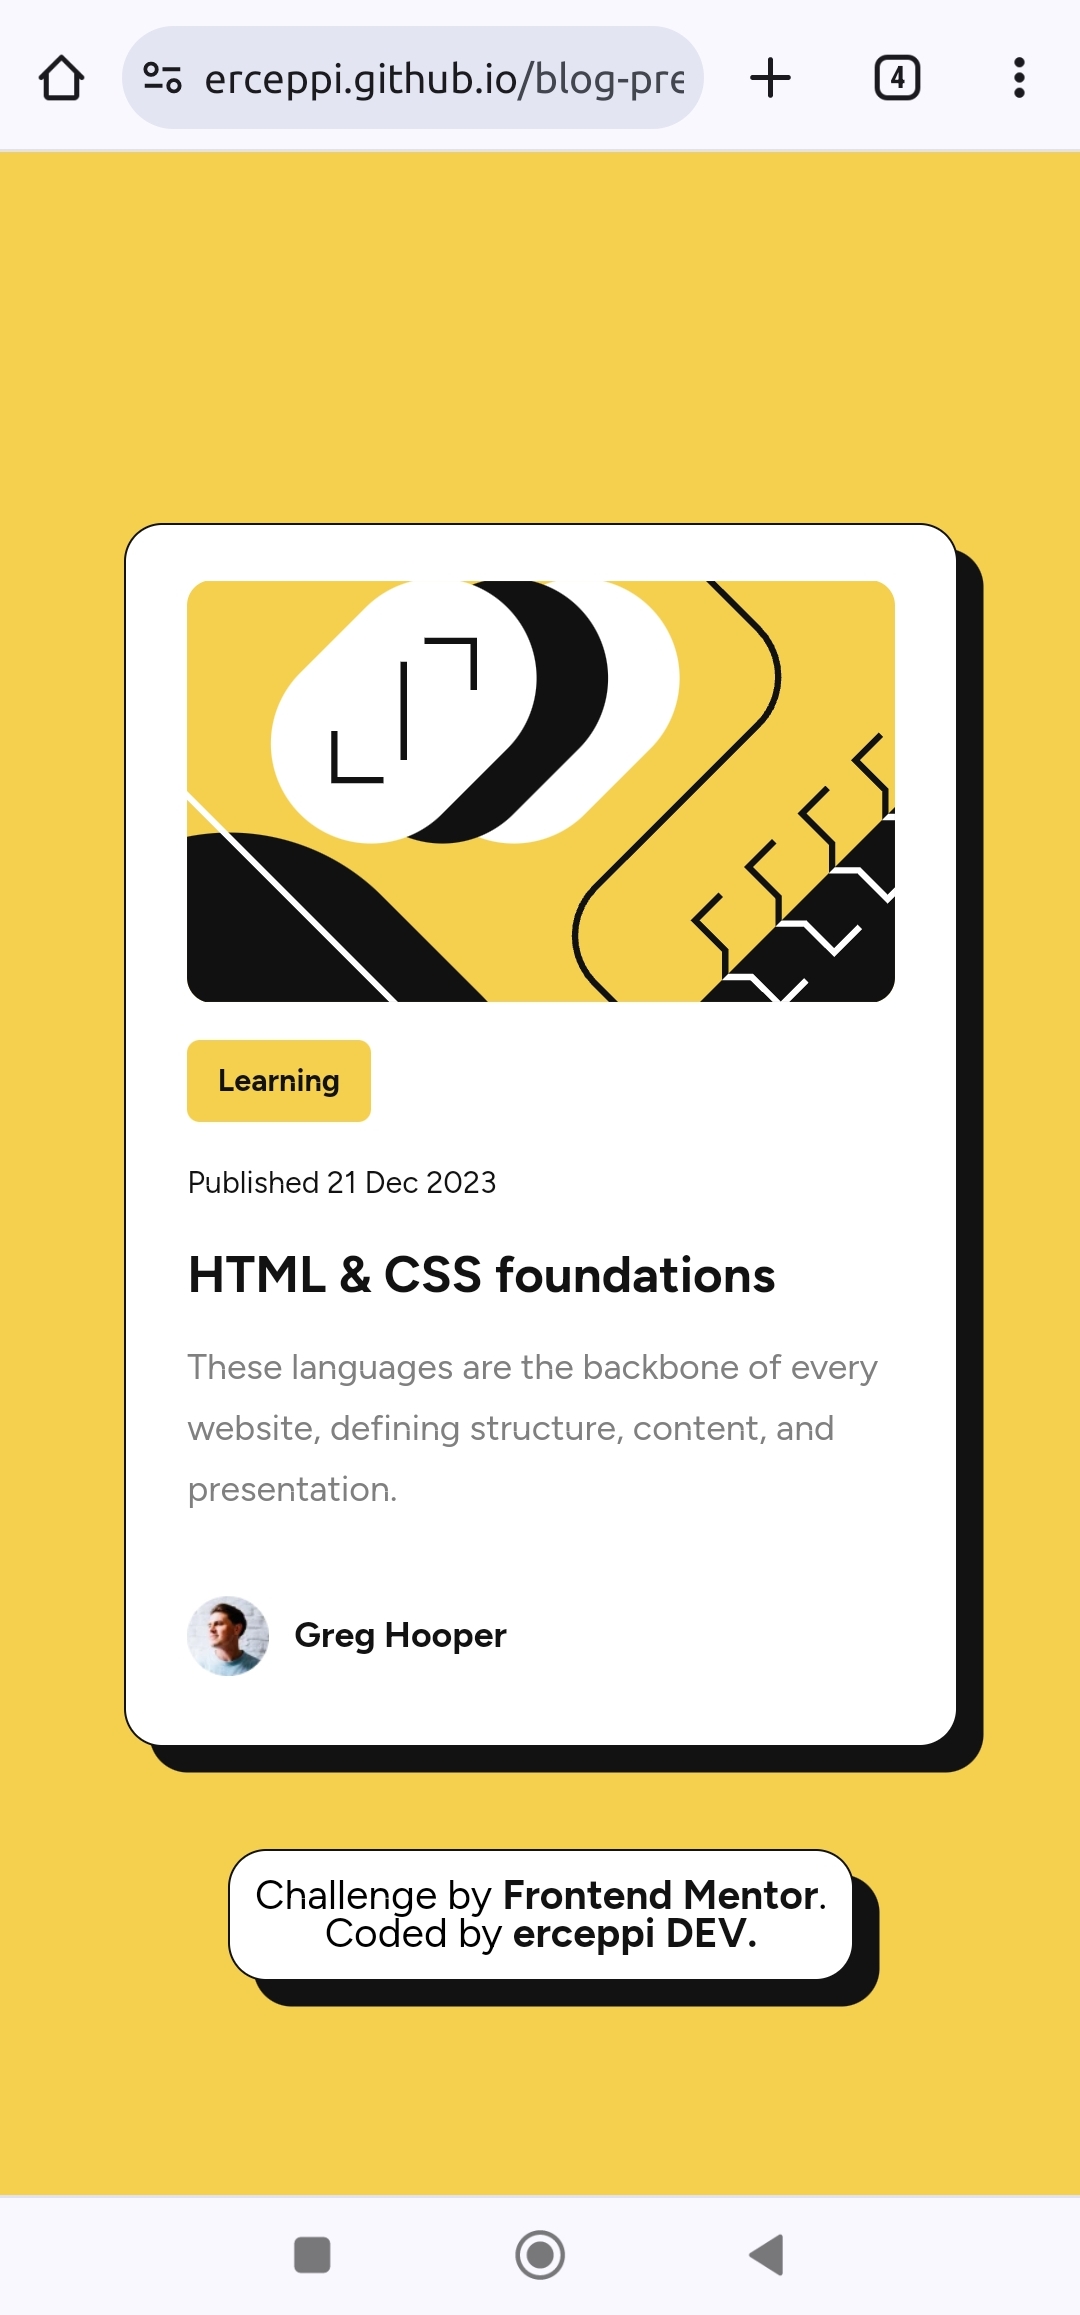 erceppi.github.io/blog-pre
4
Learning
Published 21 Dec 2023
HTML & CSS foundations
These languages are the backbone of every
website, defining structure, content, and
presentation.
Greg Hooper
Challenge by Frontend Mentor.
Coded by erceppi DEV.